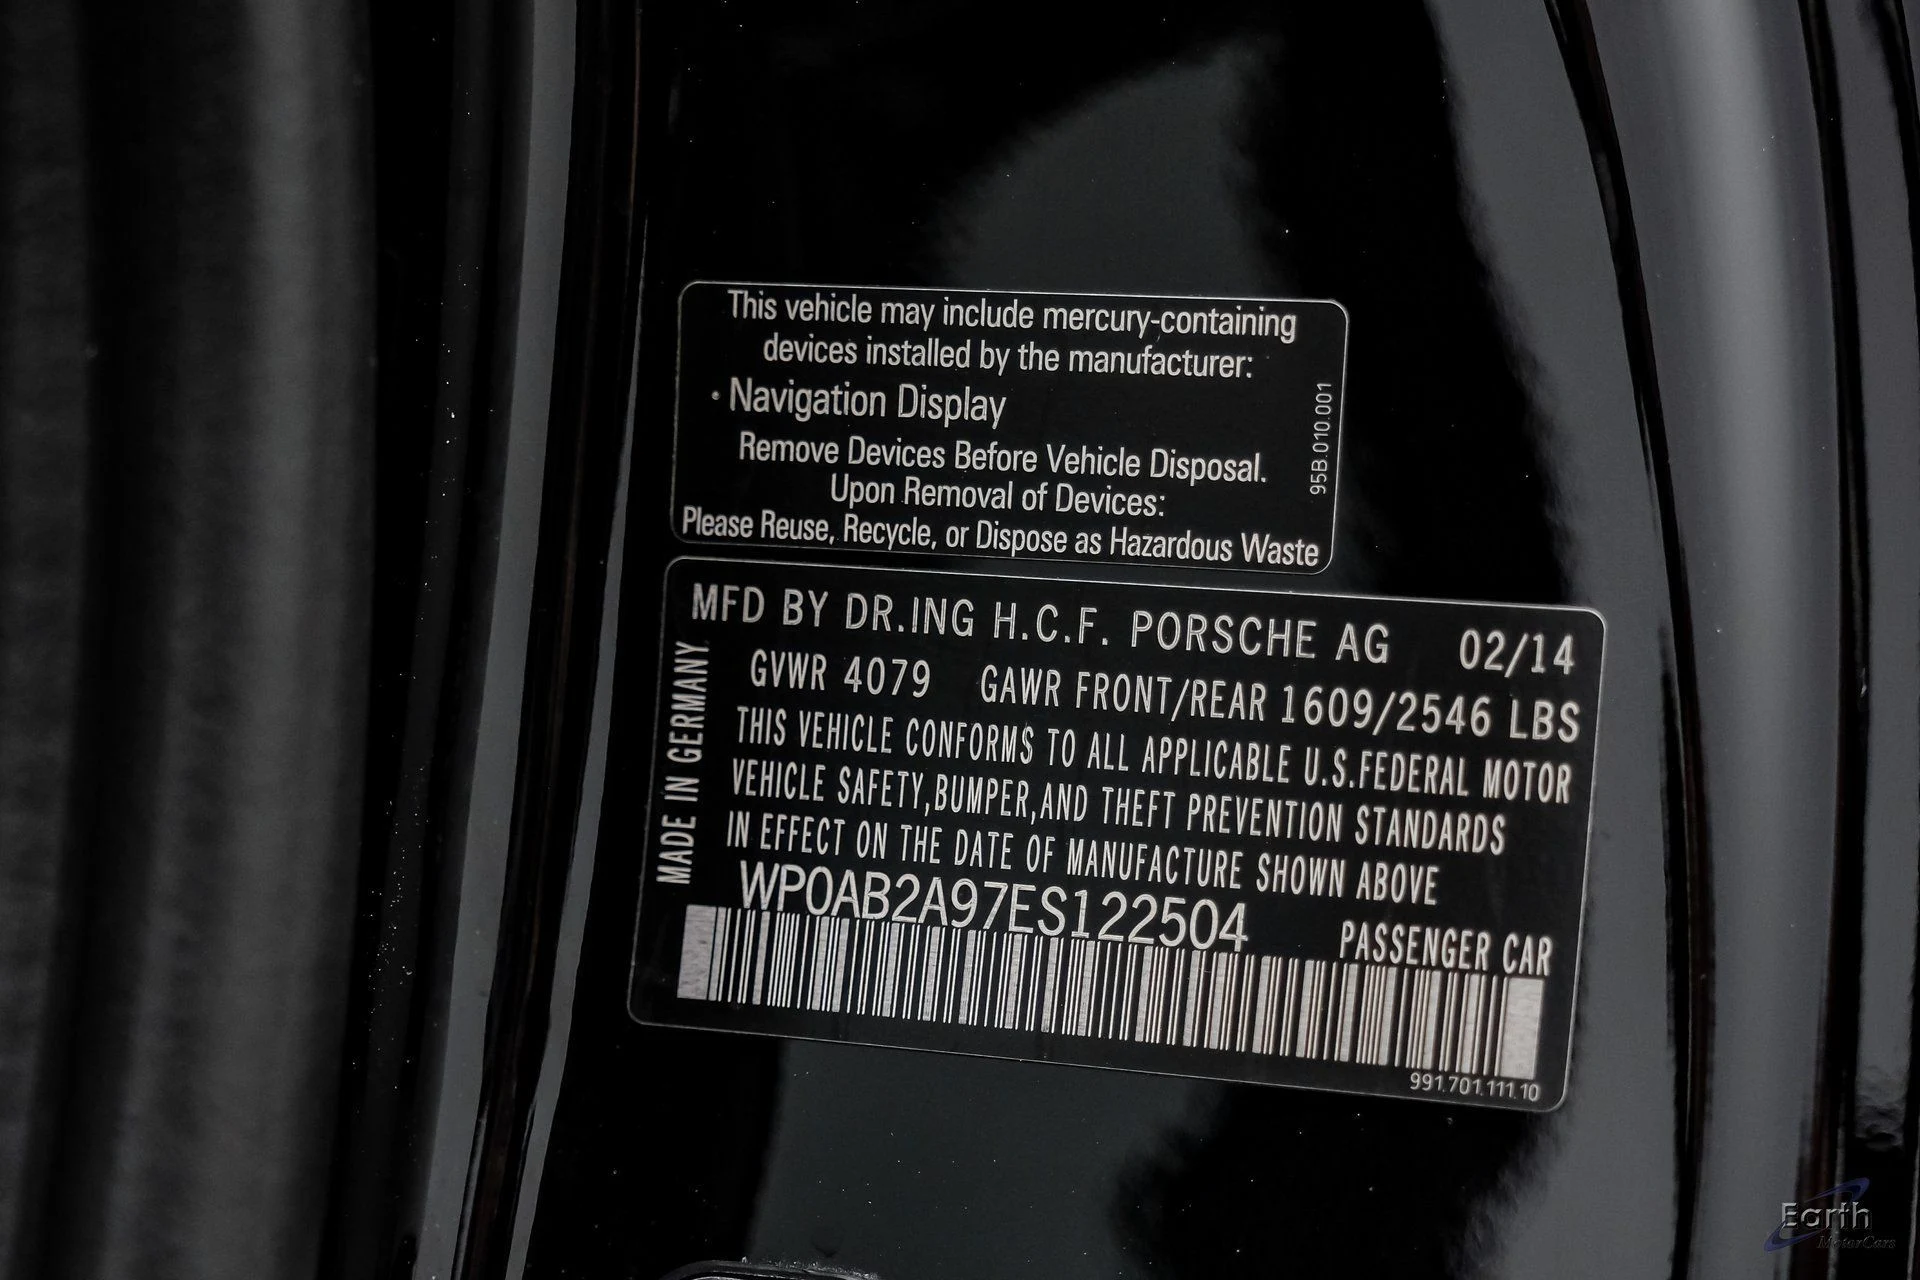 This vehicle may include mercury-containing
devices installed by the manufacturer:
· Navigation Display
Remove Devices Before Vehicle Disposal.
Upon Removal of Devices:
Please Reuse, Recycle, or Dispose as Hazardous Waste
95B.010.001
MFD BY DR.ING H.C.F. PORSCHE AG 02/14
GVWR 4079 GAWR FRONT/REAR 1609/2546 LBS
THIS VEHICLE CONFORMS TO ALL APPLICABLE U.S.FEDERAL MOTOR
VEHICLE SAFETY,BUMPER,AND THEFT PREVENTION STANDARDS
IN EFFECT ON THE DATE OF MANUFACTURE SHOWN ABOVE
WP0AB2A97ES122504
PASSENGER CAR
MADE IN GERMANY
991.701.111.10
Earth
MotorCars